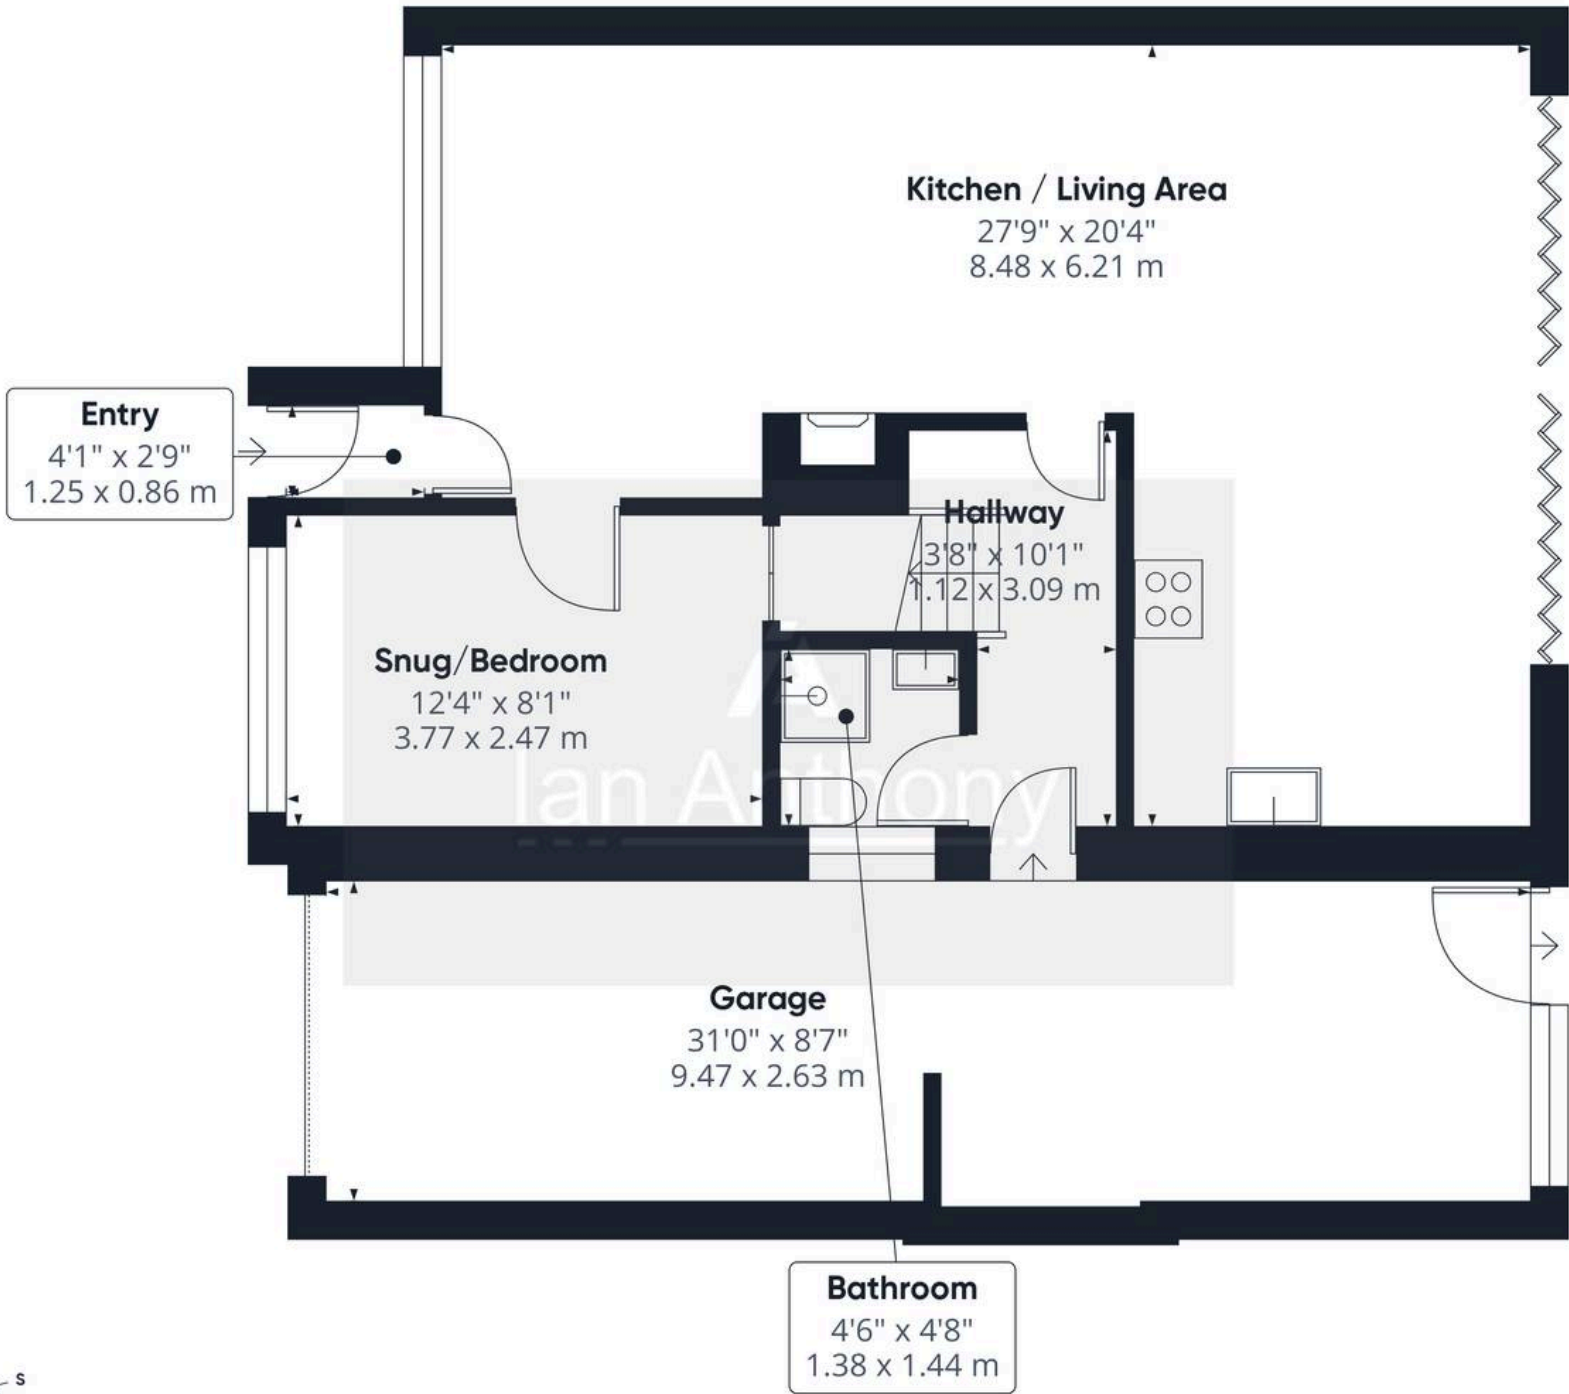 Kitchen / Living Area
27'9" x 20'4"
8.48 x 6.21 m
Entry
4'1" x 2'9"
1.25 x 0.86 m
Hallway
3'8" x 10'1"
1.12 x 3.09 m
Snug/Bedroom
12'4" x 8'1"
3.77 x 2.47 m
Ian Anthony
Garage
31'0" x 8'7"
9.47 x 2.63 m
Bathroom
4'6" x 4'8"
1.38 x 1.44 m
S